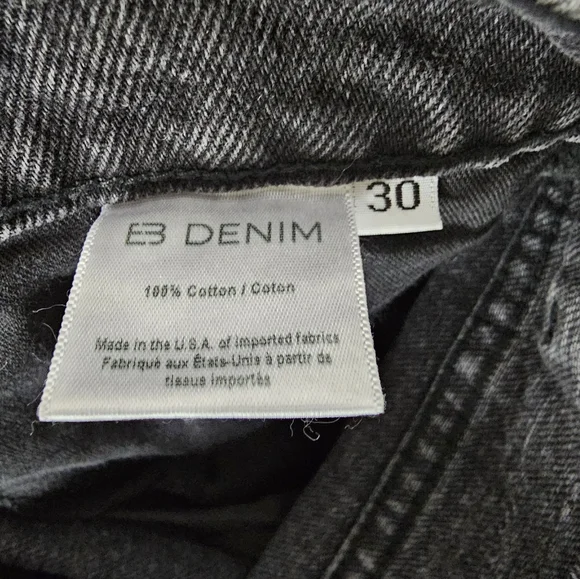 EB DENIM
30
100% Cotton / Coton
Made in the U.S.A. of imported fabrics
Fabriqué aux États-Unis à partir de
tissus importés